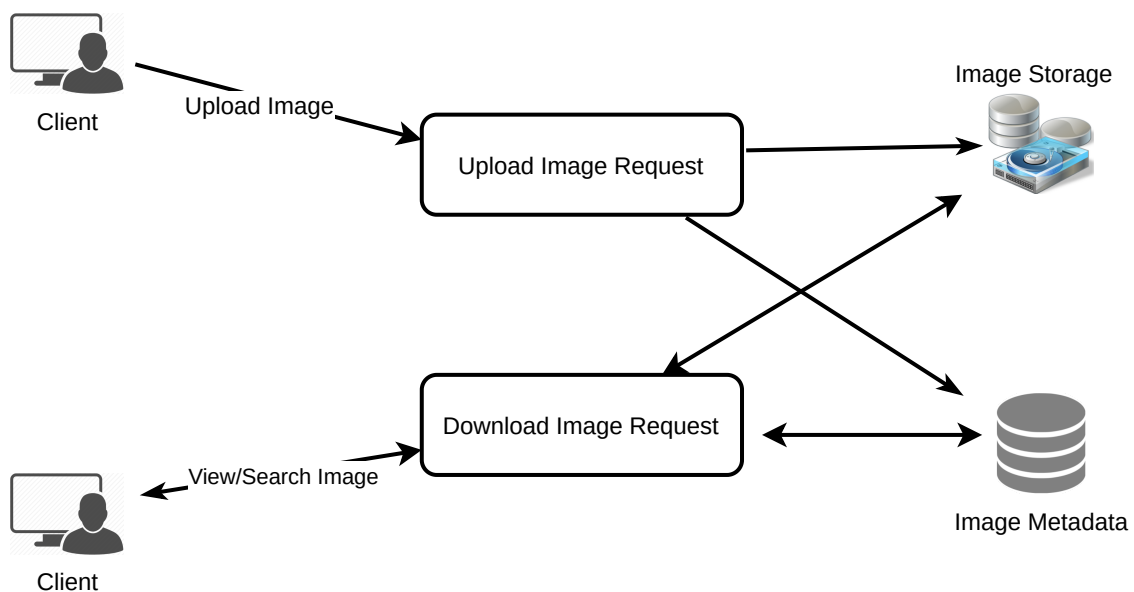 Image Storage
Client
Upload Image
Upload Image Request
Download Image Request
View/Search Image
Image Metadata
Client